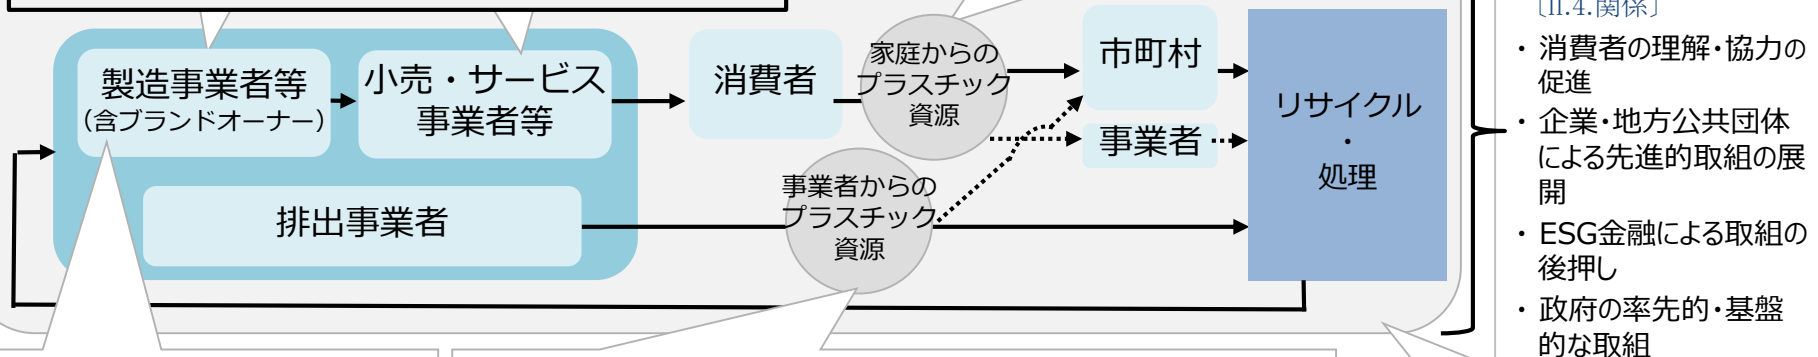 製造事業者等
（含ブランドオーナー）
小売・サービス
事業者等
排出事業者
消費者
家庭からの
プラスチック
資源
事業者からの
プラスチック
資源
市町村
事業者
リサイクル
・
処理
〔II.4.関係〕
・ 消費者の理解・協力の
促進
・ 企業・地方公共団体
による先進的取組の展
開
・ ESG金融による取組の
後押し
・ 政府の率先的・基盤
的な取組